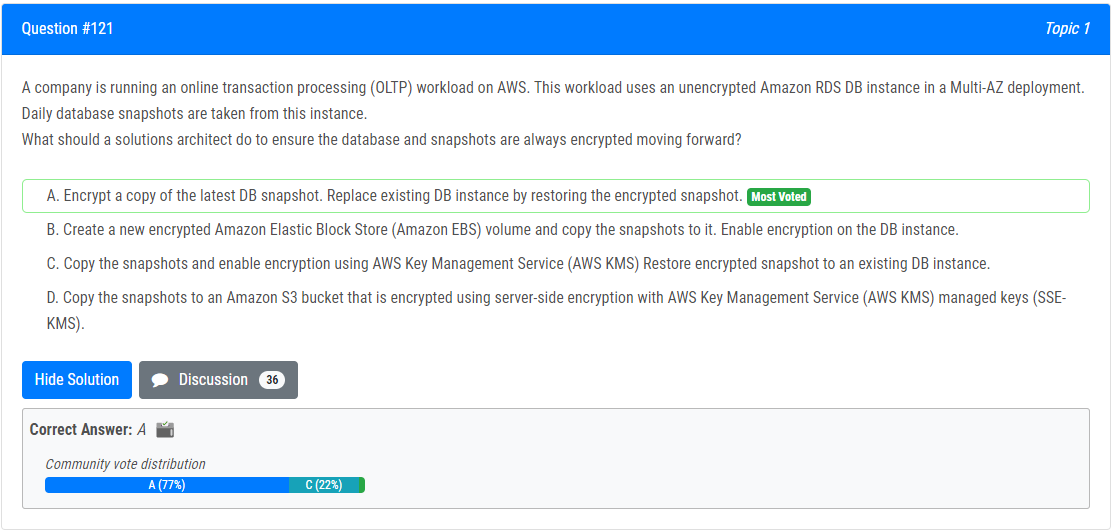 Question #121
Topic 1
A company is running an online transaction processing (OLTP) workload on AWS. This workload uses an unencrypted Amazon RDS DB instance in a Multi-AZ deployment.
Daily database snapshots are taken from this instance.
What should a solutions architect do to ensure the database and snapshots are always encrypted moving forward?
A. Encrypt a copy of the latest DB snapshot. Replace existing DB instance by restoring the encrypted snapshot. Most Voted
B. Create a new encrypted Amazon Elastic Block Store (Amazon EBS) volume and copy the snapshots to it. Enable encryption on the DB instance.
C. Copy the snapshots and enable encryption using AWS Key Management Service (AWS KMS) Restore encrypted snapshot to an existing DB instance.
D. Copy the snapshots to an Amazon S3 bucket that is encrypted using server-side encryption with AWS Key Management Service (AWS KMS) managed keys (SSE-
KMS).
Hide Solution
Discussion 36
Correct Answer: A
Community vote distribution
A (77%)
C (22%)